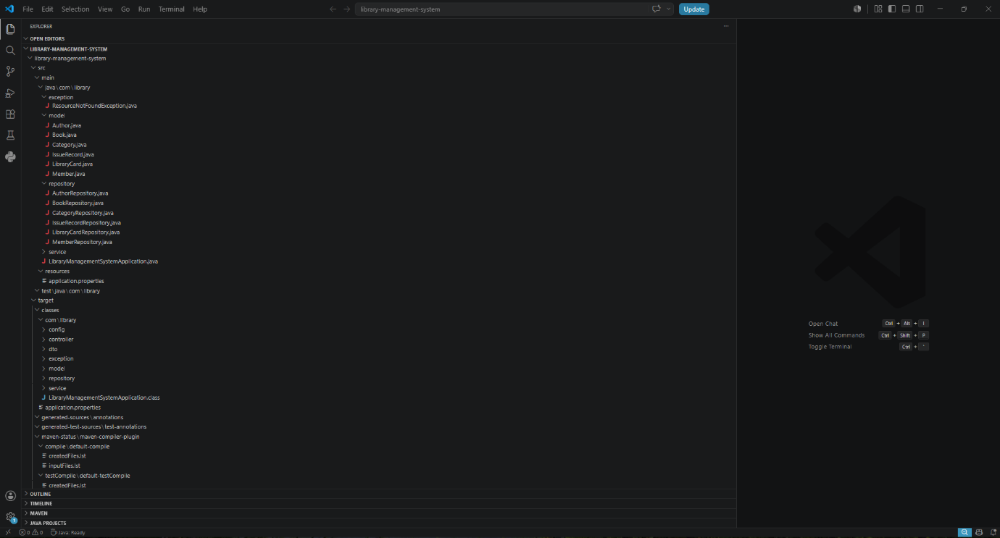 File Edit Selection View Go Run Terminal Help library-management-system Update
EXPLORER
OPEN EDITORS
LIBRARY-MANAGEMENT-SYSTEM
library-management-system
src
main
java\com\library
exception
J ResourceNotFoundException.java
model
J Author.java
J Book.java
J Category.java
J IssueRecord.java
J LibraryCard.java
J Member.java
repository
J AuthorRepository.java
J BookRepository.java
J CategoryRepository.java
J IssueRecordRepository.java
J LibraryCardRepository.java
J MemberRepository.java
service
J LibraryManagementSystemApplication.java
resources
application.properties
test\java\com\library
target
classes
com\library
config
controller
dto
exception
model
repository
service
J LibraryManagementSystemApplication.class
application.properties
generated-sources\annotations
generated-test-sources\test-annotations
maven-status\maven-compiler-plugin
compile\default-compile
createdFiles.lst
inputFiles.lst
testCompile\default-testCompile
createdFiles.lst
OUTLINE
TIMELINE
MAVEN
JAVA PROJECTS
Open Chat Ctrl + Alt + I
Show All Commands Ctrl + Shift + P
Toggle Terminal Ctrl + `
1
0 0 Java: Ready